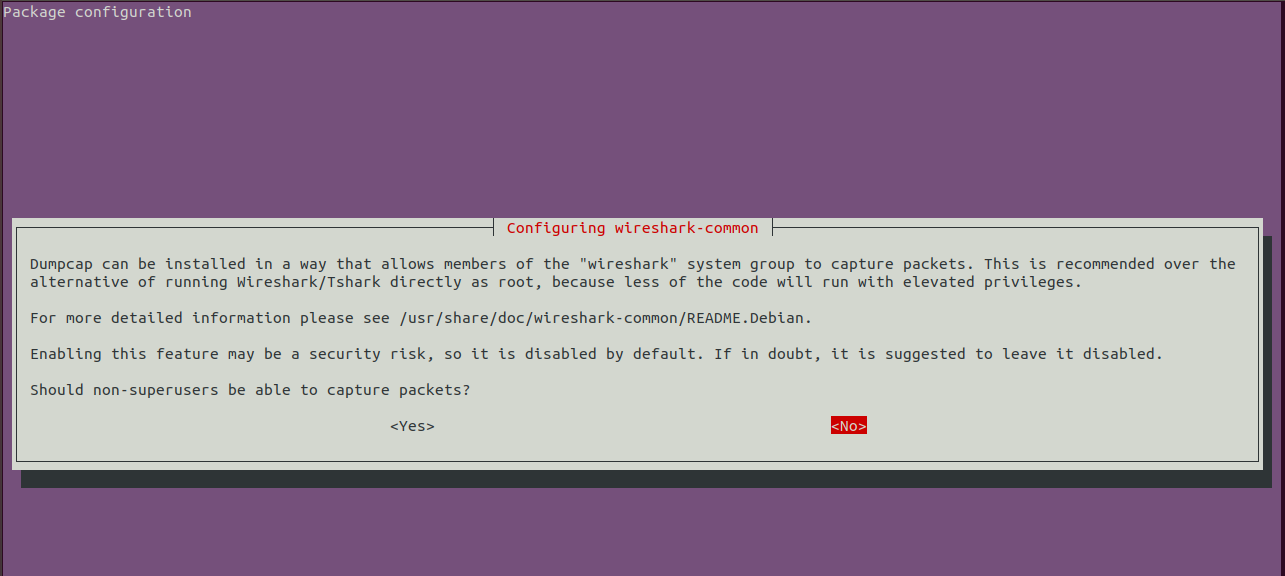 Package configuration
Configuring wireshark-common
Dumpcap can be installed in a way that allows members of the "wireshark" system group to capture packets. This is recommended over the
alternative of running Wireshark/Tshark directly as root, because less of the code will run with elevated privileges.
For more detailed information please see /usr/share/doc/wireshark-common/README.Debian.
Enabling this feature may be a security risk, so it is disabled by default. If in doubt, it is suggested to leave it disabled.
Should non-superusers be able to capture packets?
<Yes> <No>